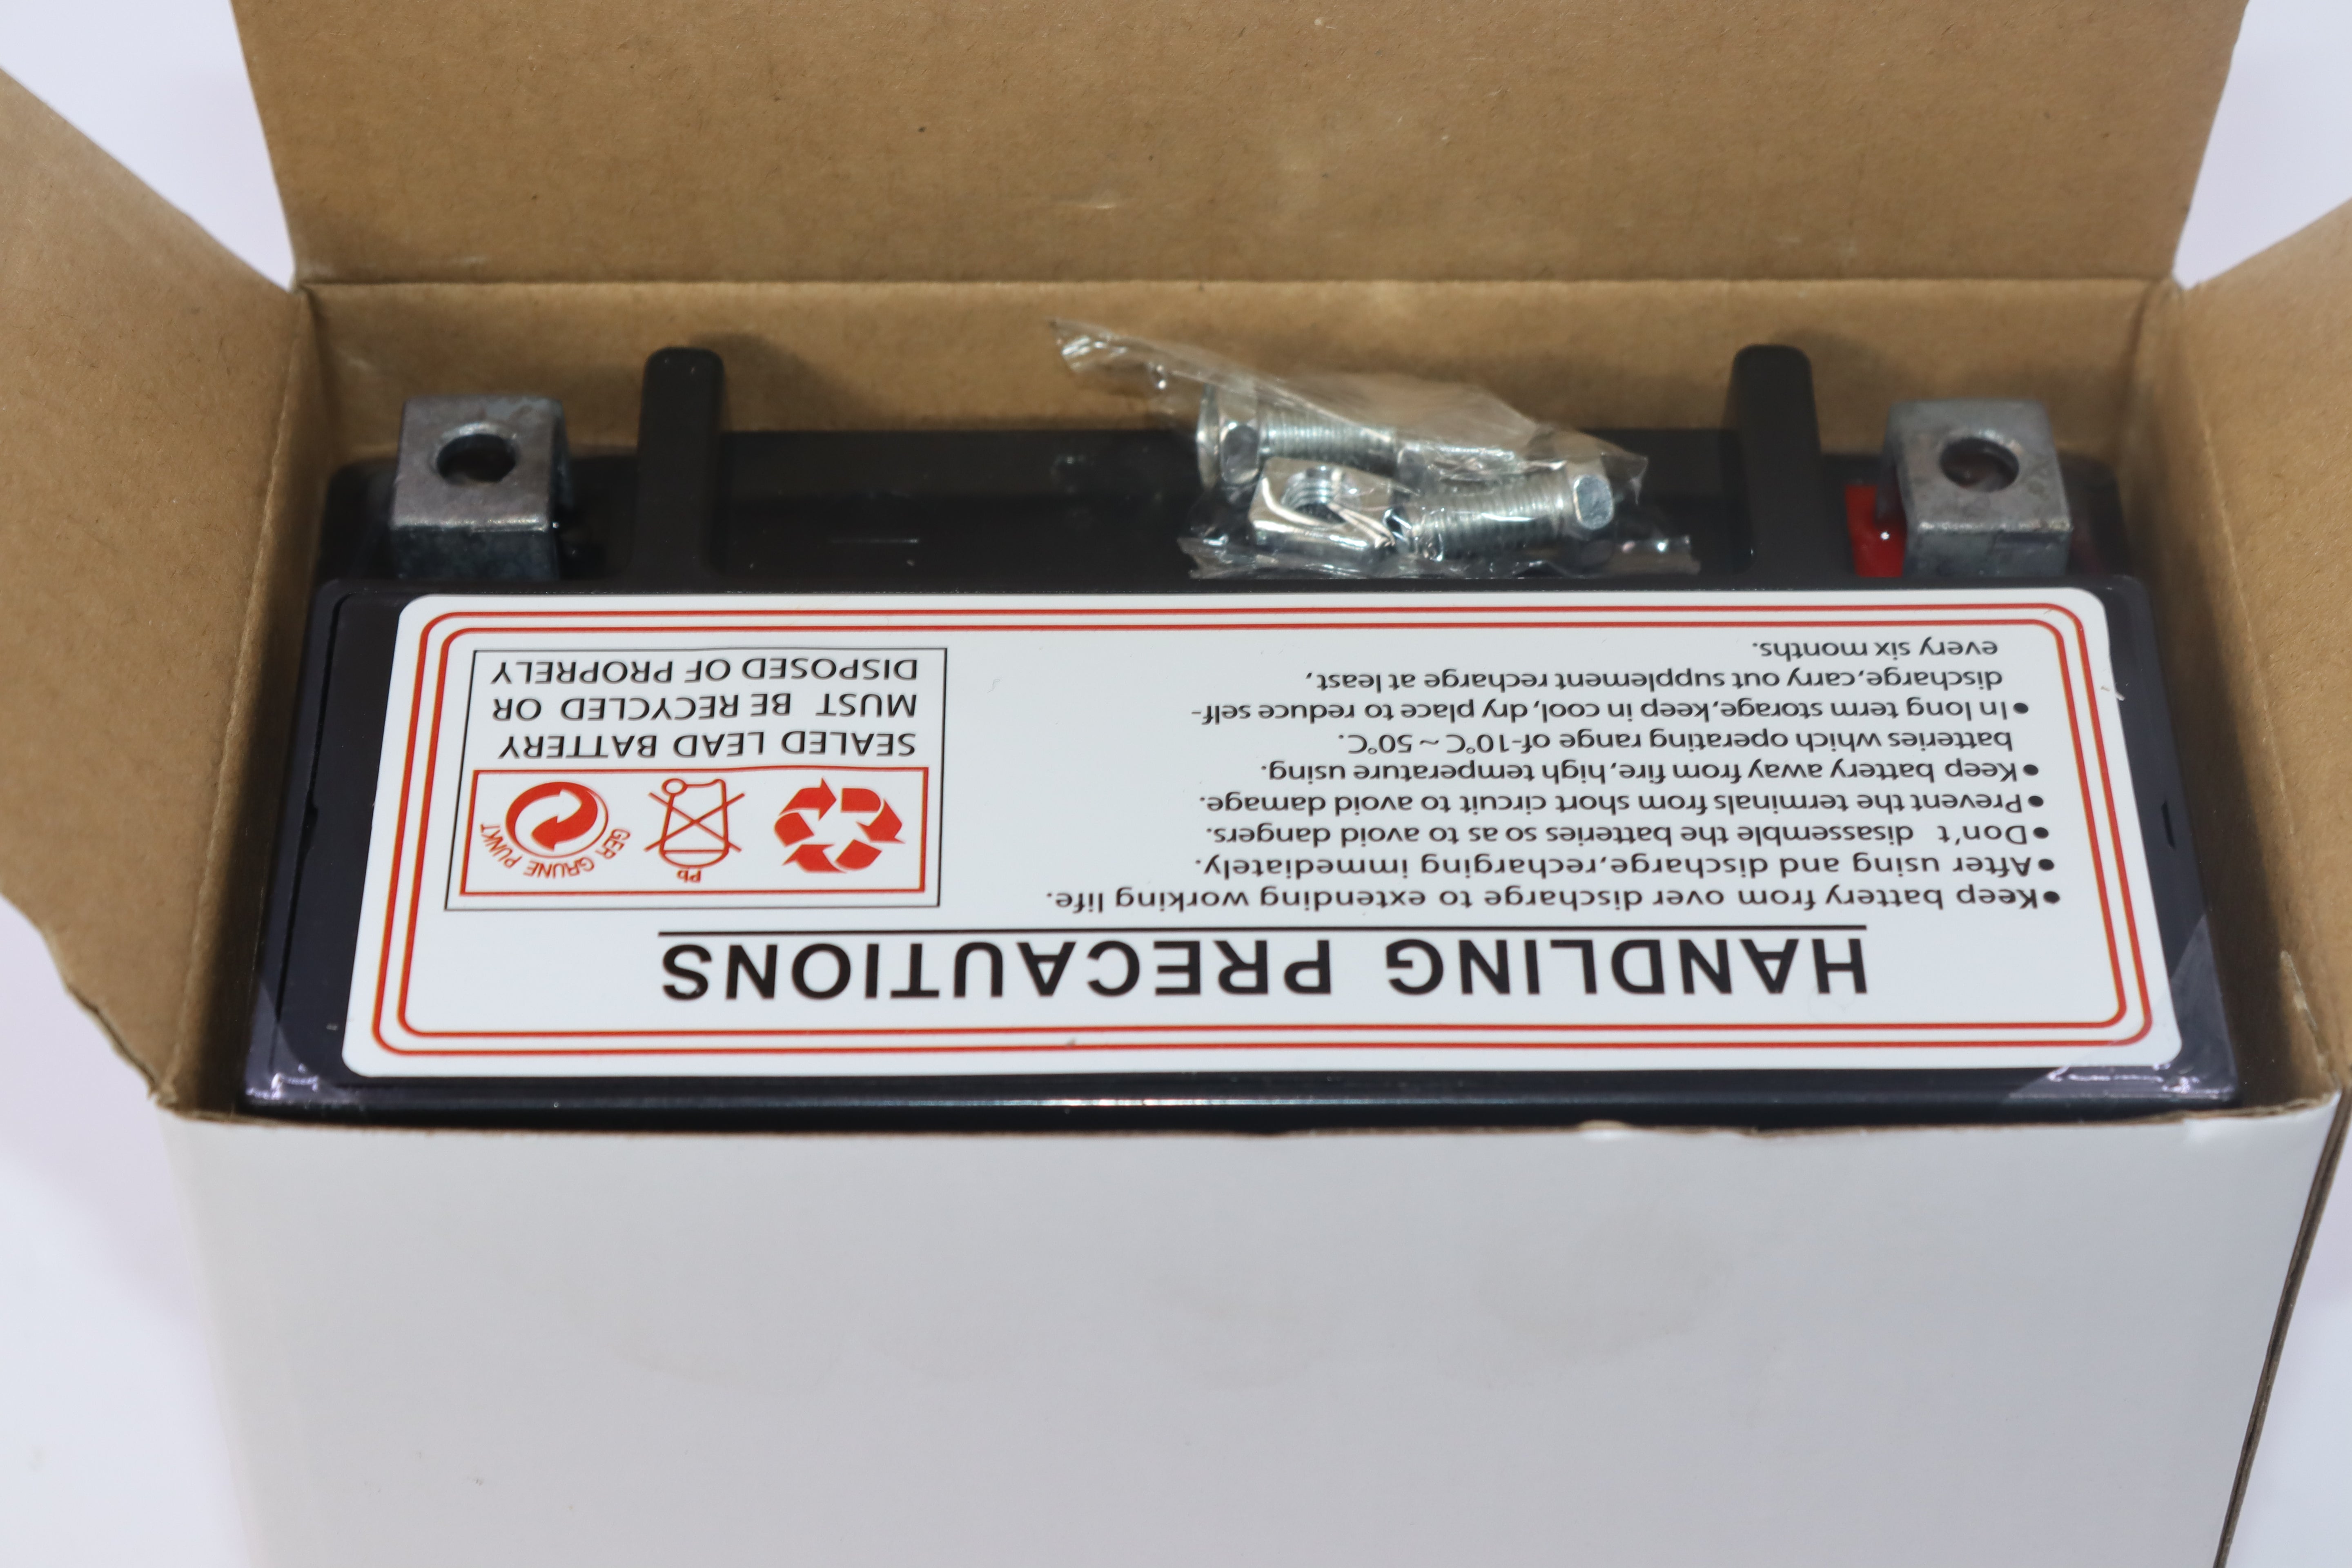 HANDLING PRECAUTIONS
•Keep battery from over discharge to extending working life.
•After using and discharge,recharging immediately.
•Don't disassemble the batteries so as to avoid dangers.
•Prevent the terminals from short circuit to avoid damage.
•Keep battery away from fire,high temperature using
batteries which operating range of-10°C~50°C.
•In long term storage,keep in cool,dry place to reduce self-
discharge,carry out supplement recharge at least,
every six months.
Pb
GER GRUNE PUNKT
SEALED LEAD BATTERY
MUST BE RECYCLED OR
DISPOSED OF PROPRELY